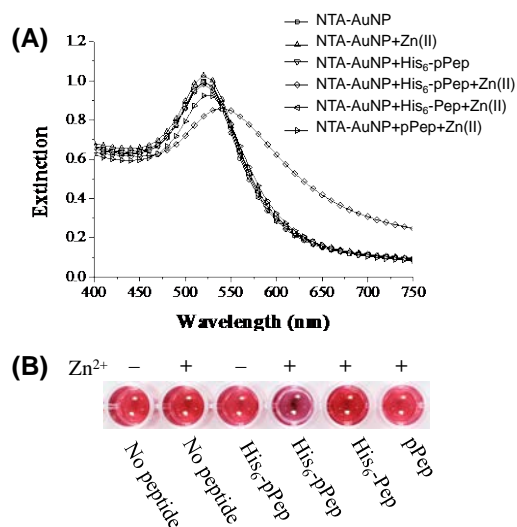 (A)
NTA-AuNP
NTA-AuNP+Zn(II)
NTA-AuNP+His6-pPep
NTA-AuNP+His6-pPep+Zn(II)
NTA-AuNP+His6-Pep+Zn(II)
NTA-AuNP+pPep+Zn(II)
Extinction
1.2
1.0
0.8
0.6
0.4
0.2
0.0
400 450 500 550 600 650 700 750
Wavelength (nm)
(B)
Zn2+ − + − + + +
No peptide
No peptide
His6-pPep
His6-pPep
His6-Pep
pPep